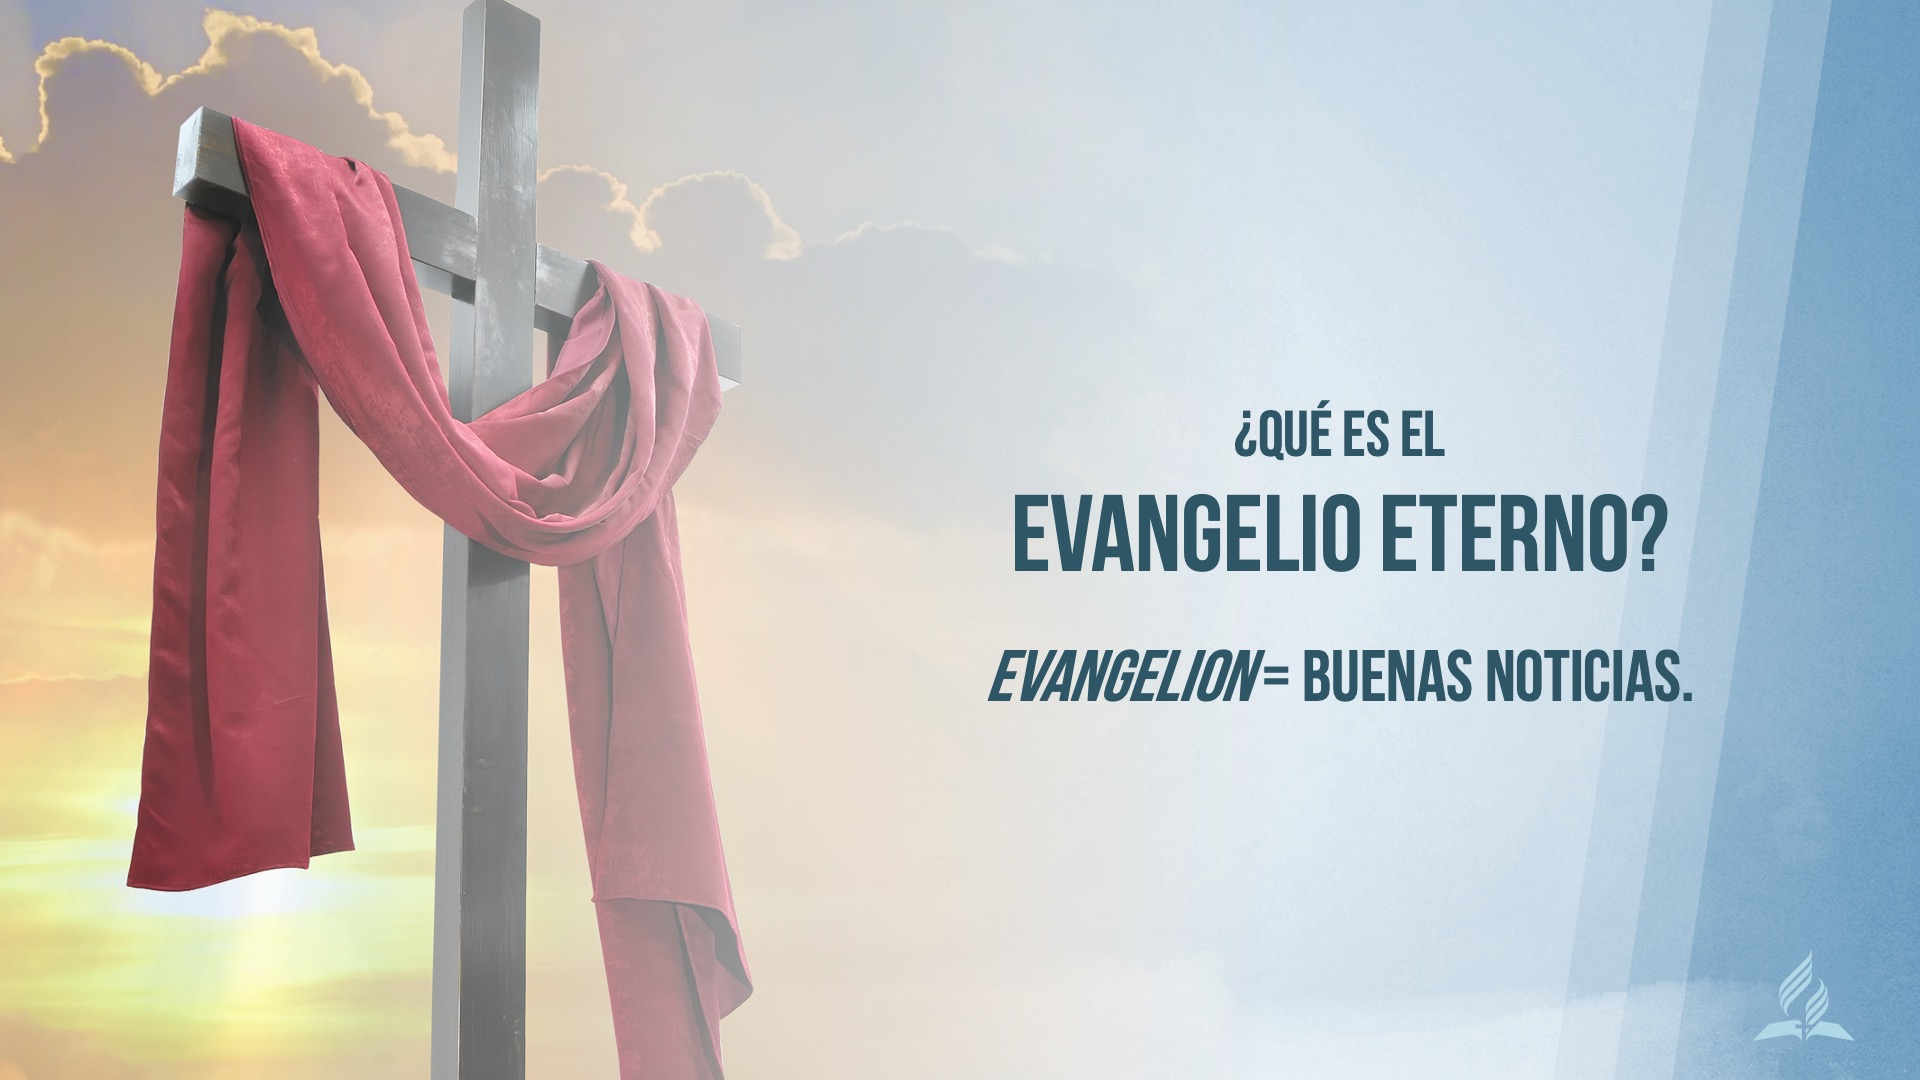 ¿QUÉ ES EL
EVANGELIO ETERNO?
EVANGELION= BUENAS NOTICIAS.